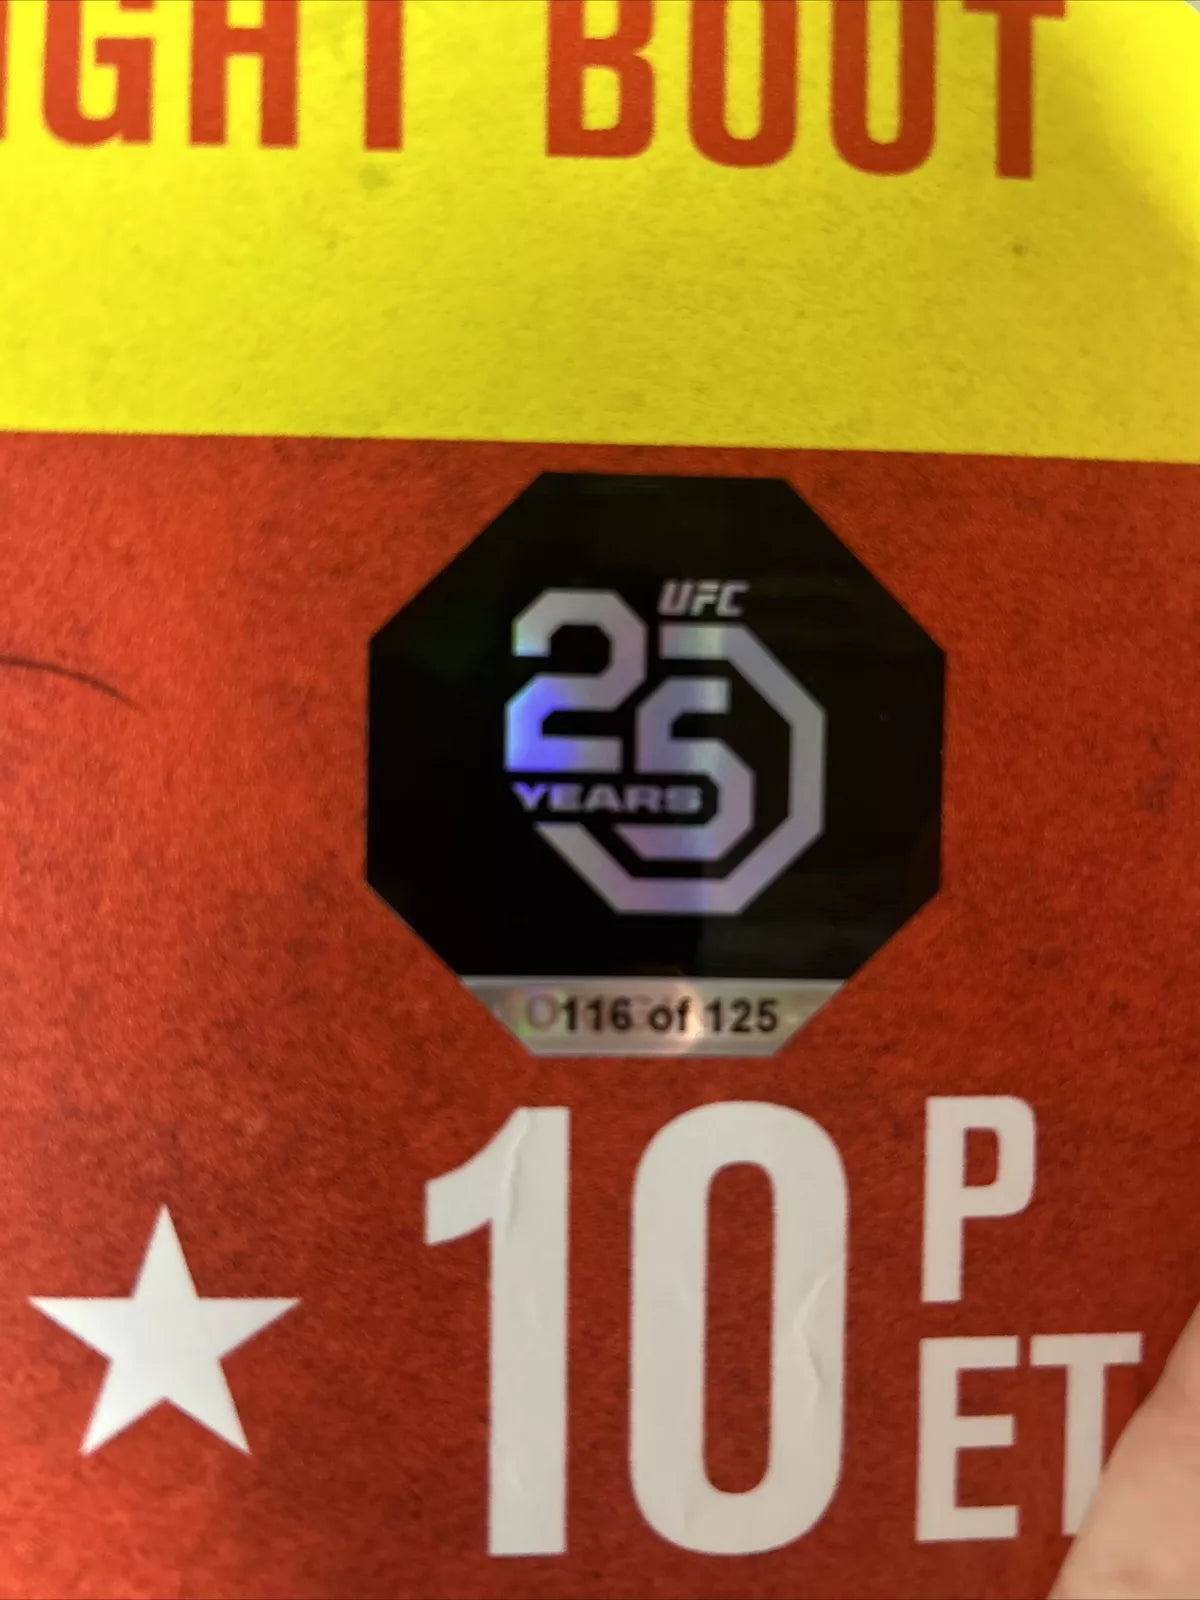 IGHT BOUT
UFC
25
YEARS
116 of 125
10 P
ET